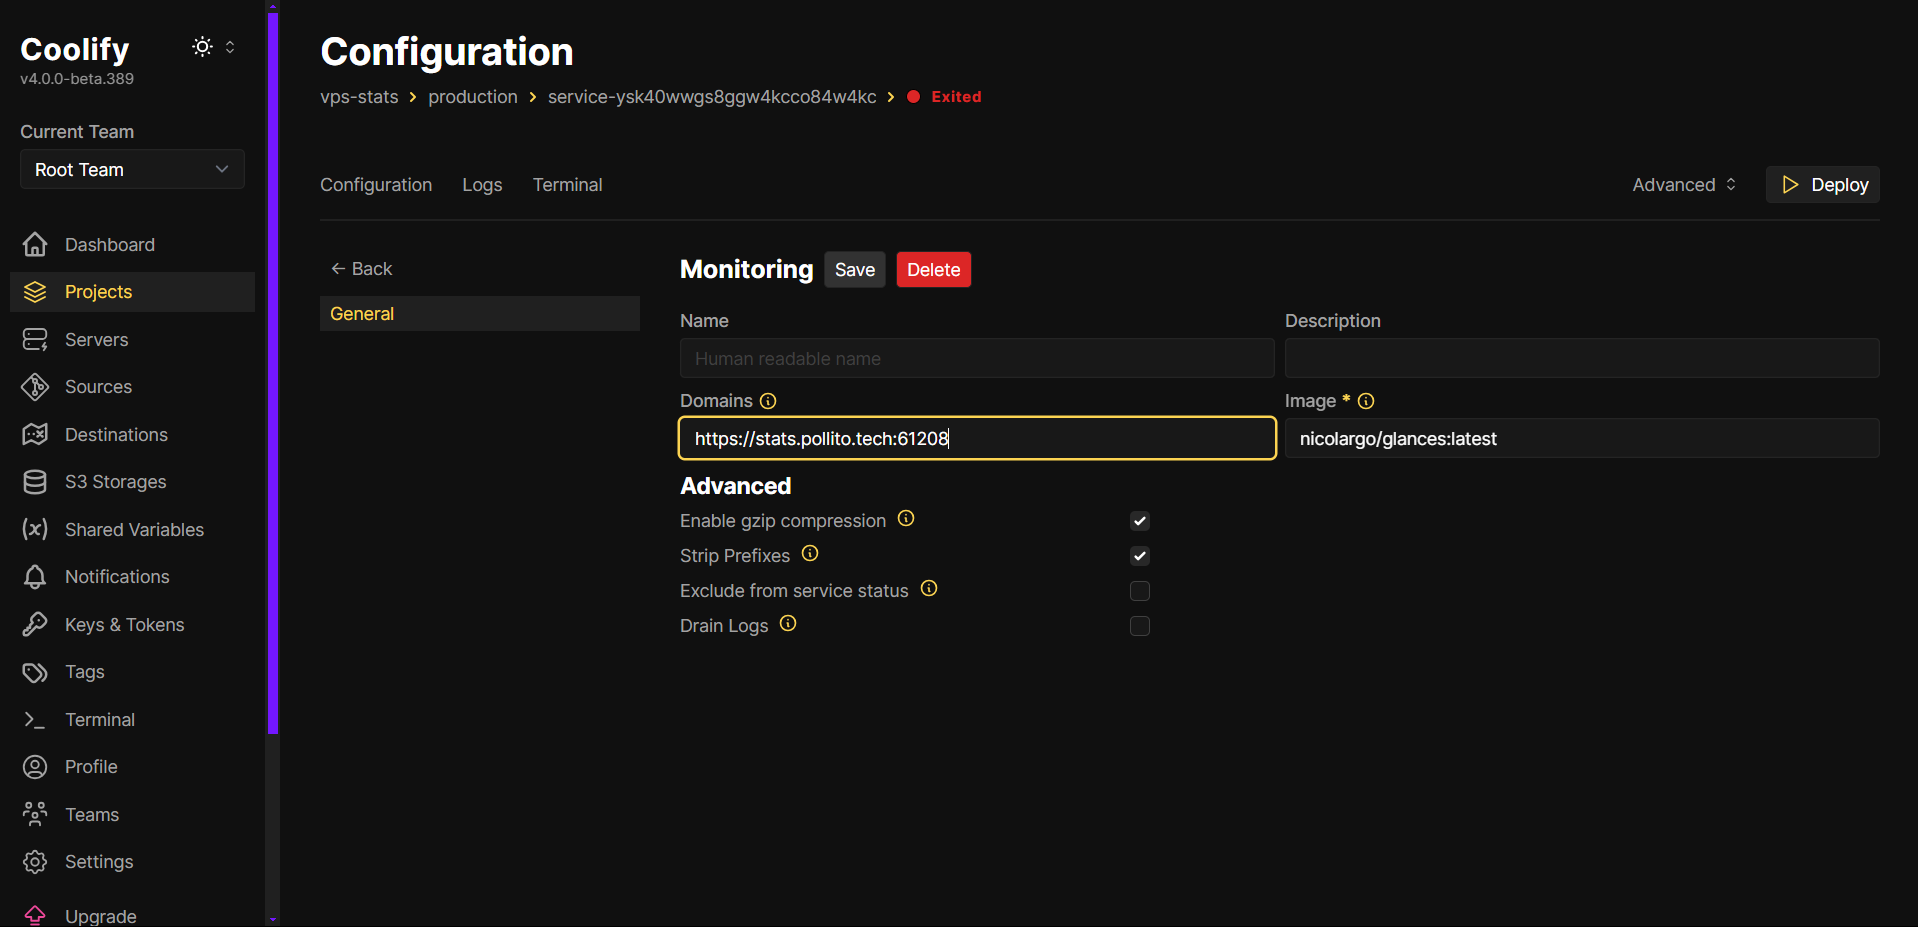 Coolify
v4.0.0-beta.389
Current Team
Root Team
Dashboard
Projects
Servers
Sources
Destinations
S3 Storages
Shared Variables
Notifications
Keys & Tokens
Tags
Terminal
Profile
Teams
Settings
Upgrade
Configuration
vps-stats > production > service-ysk40wwgs8ggw4kcco84w4kc > Exited
Configuration Logs Terminal Advanced Deploy
← Back
General
Monitoring Save Delete
Name
Human readable name
Description
Domains
https://stats.pollito.tech:61208
Image *
nicolargo/glances:latest
Advanced
Enable gzip compression
Strip Prefixes
Exclude from service status
Drain Logs